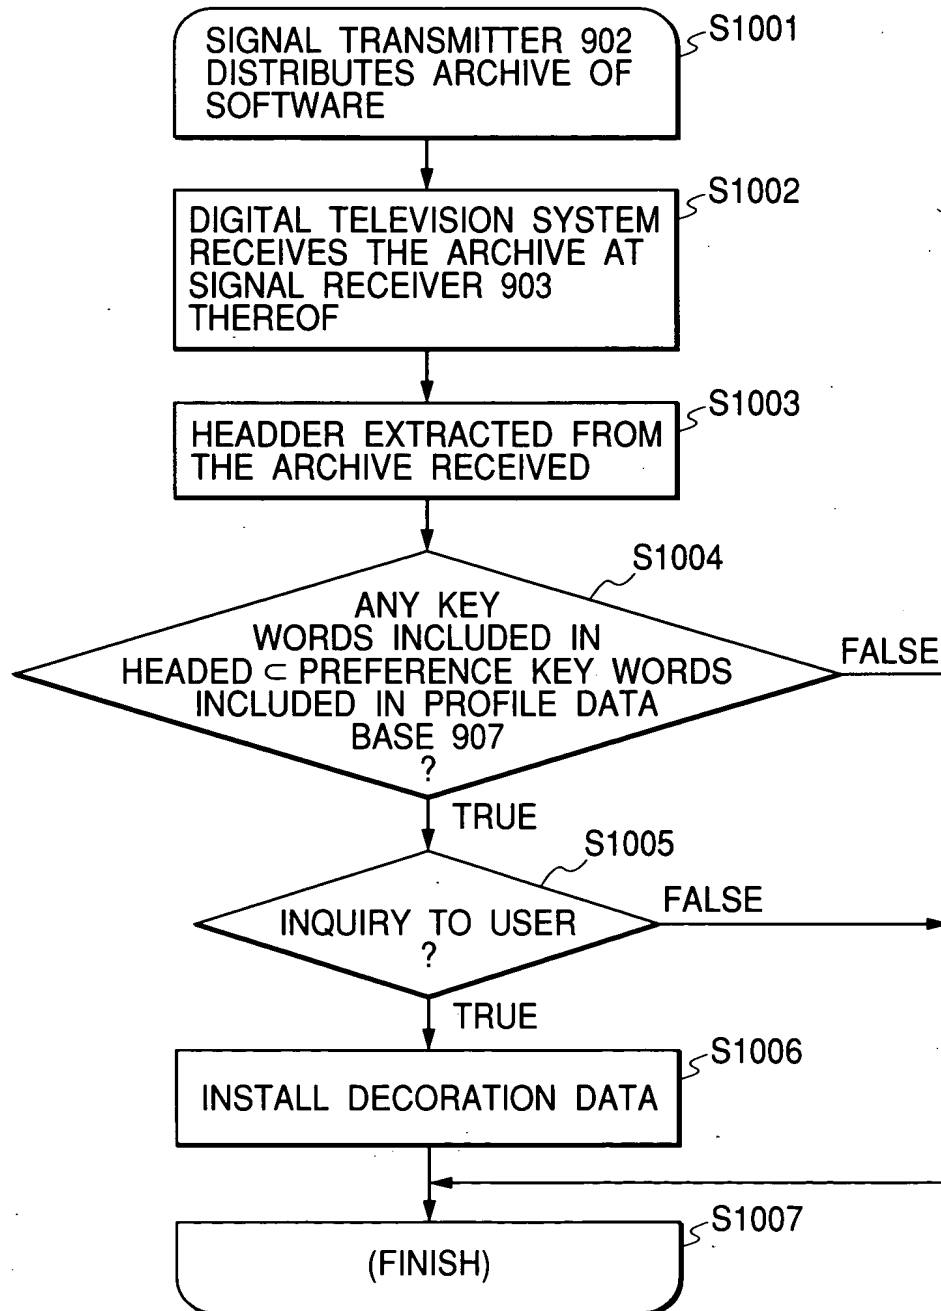 SIGNAL TRANSMITTER 902
DISTRIBUTES ARCHIVE OF
SOFTWARE
S1001
DIGITAL TELEVISION SYSTEM
RECEIVES THE ARCHIVE AT
SIGNAL RECEIVER 903
THEREOF
S1002
HEADDER EXTRACTED FROM
THE ARCHIVE RECEIVED
S1003
S1004
ANY KEY
WORDS INCLUDED IN
HEADED ⊂ PREFERENCE KEY WORDS
INCLUDED IN PROFILE DATA
BASE 907
?
FALSE
TRUE
S1005
INQUIRY TO USER
?
FALSE
TRUE
S1006
INSTALL DECORATION DATA
S1007
(FINISH)